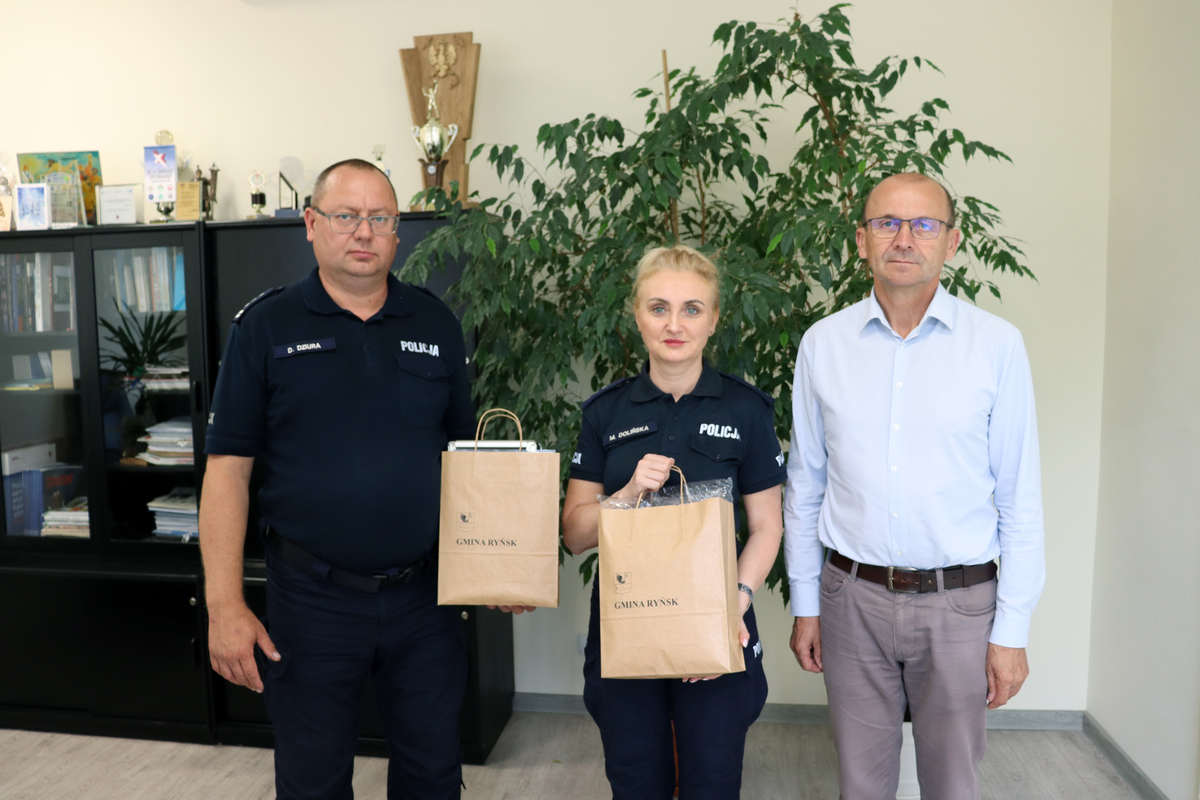 D. DZIURA
POLICJA
M. DOLIŃSKA
POLICJA
GMINA RYŃSK
GMINA RYŃSK